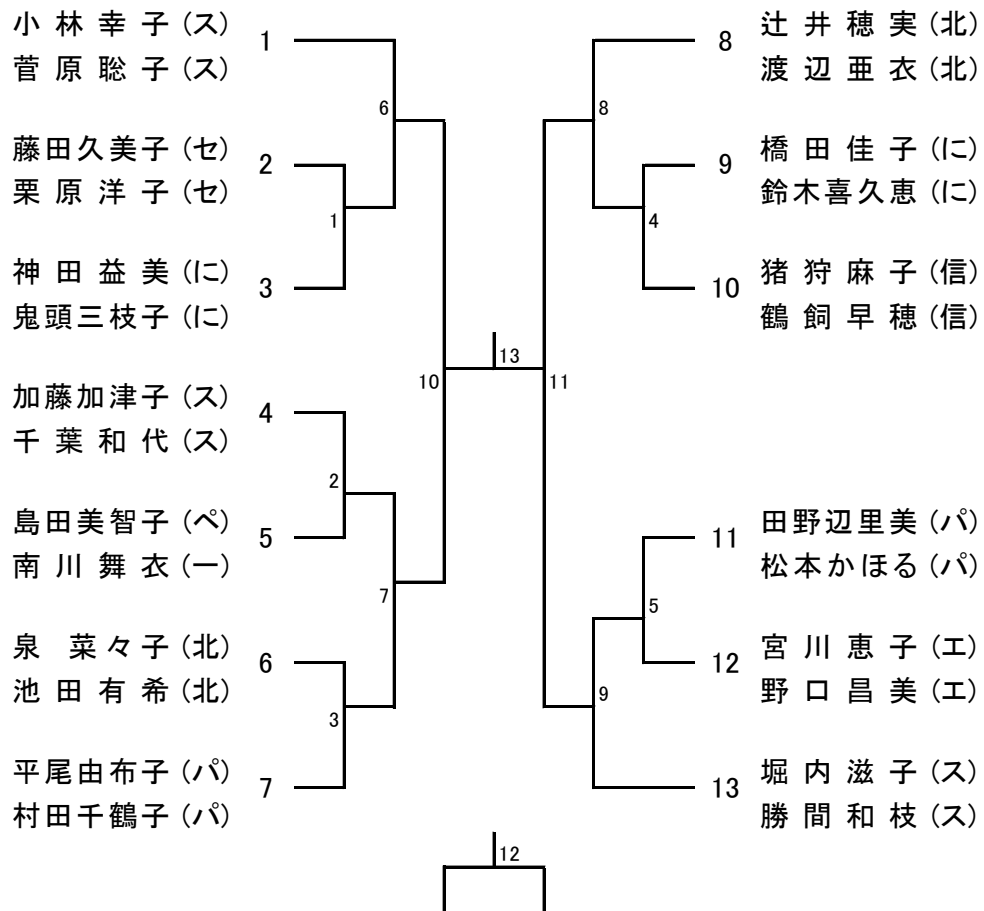 小林幸子(ス)
1
菅原聡子(ス)
6
藤田久美子(セ)
2
栗原洋子(セ)
1
神田益美(に)
3
鬼頭三枝子(に)
10
加藤加津子(ス)
4
千葉和代(ス)
2
島田美智子(ペ)
5
南川舞衣(一)
7
泉 菜々子(北)
6
池田有希(北)
3
平尾由布子(パ)
7
村田千鶴子(パ)
13
12
辻井穂実(北)
8
渡辺亜衣(北)
8
橋田佳子(に)
9
鈴木喜久恵(に)
4
猪狩麻子(信)
10
鶴飼早穂(信)
11
田野辺里美(パ)
11
松本かほる(パ)
5
宮川恵子(エ)
12
野口昌美(エ)
9
堀内滋子(ス)
13
勝間和枝(ス)